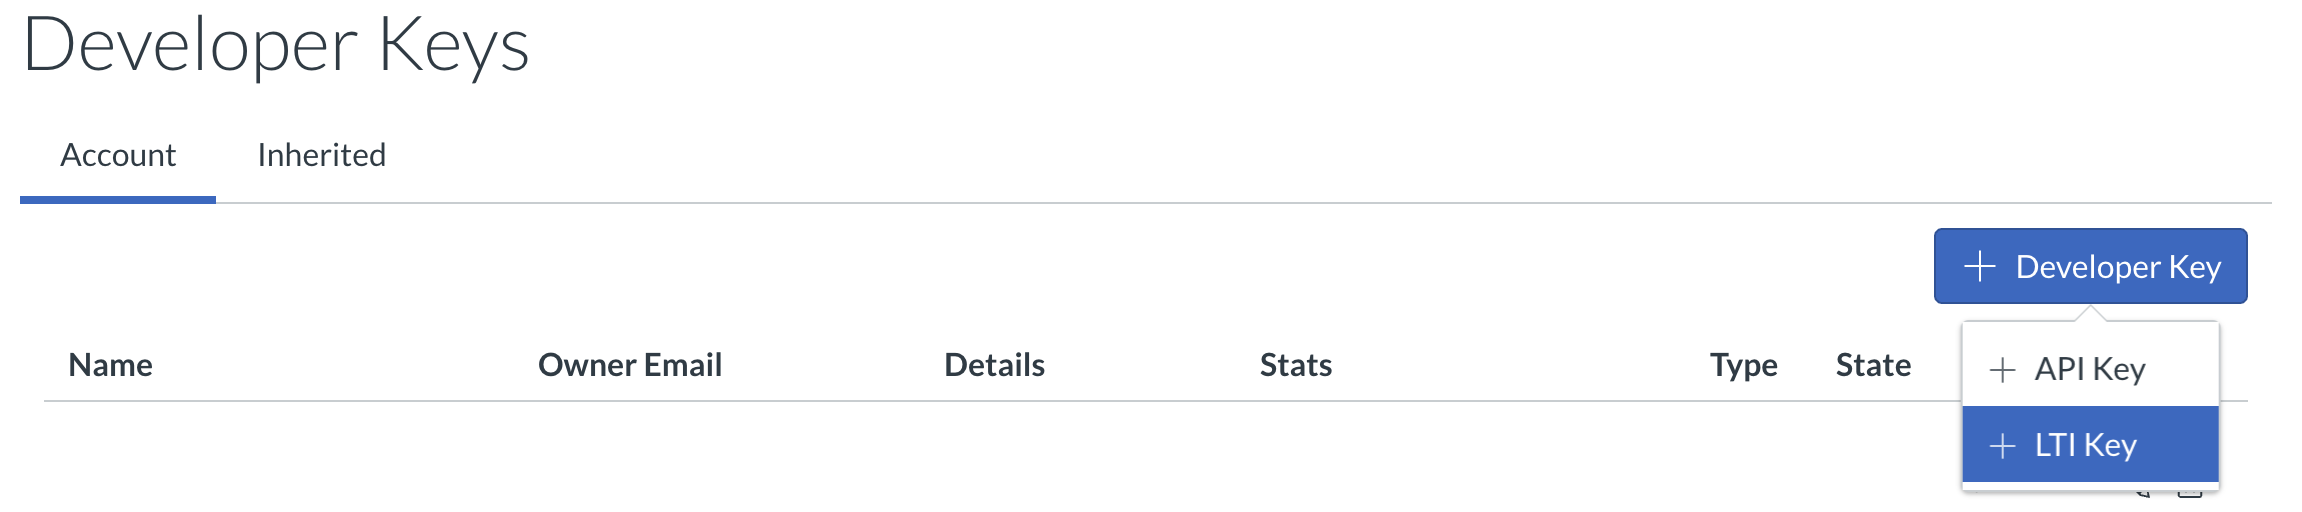 Developer Keys
Account Inherited
+ Developer Key
Name Owner Email Details Stats Type State
+ API Key
+ LTI Key